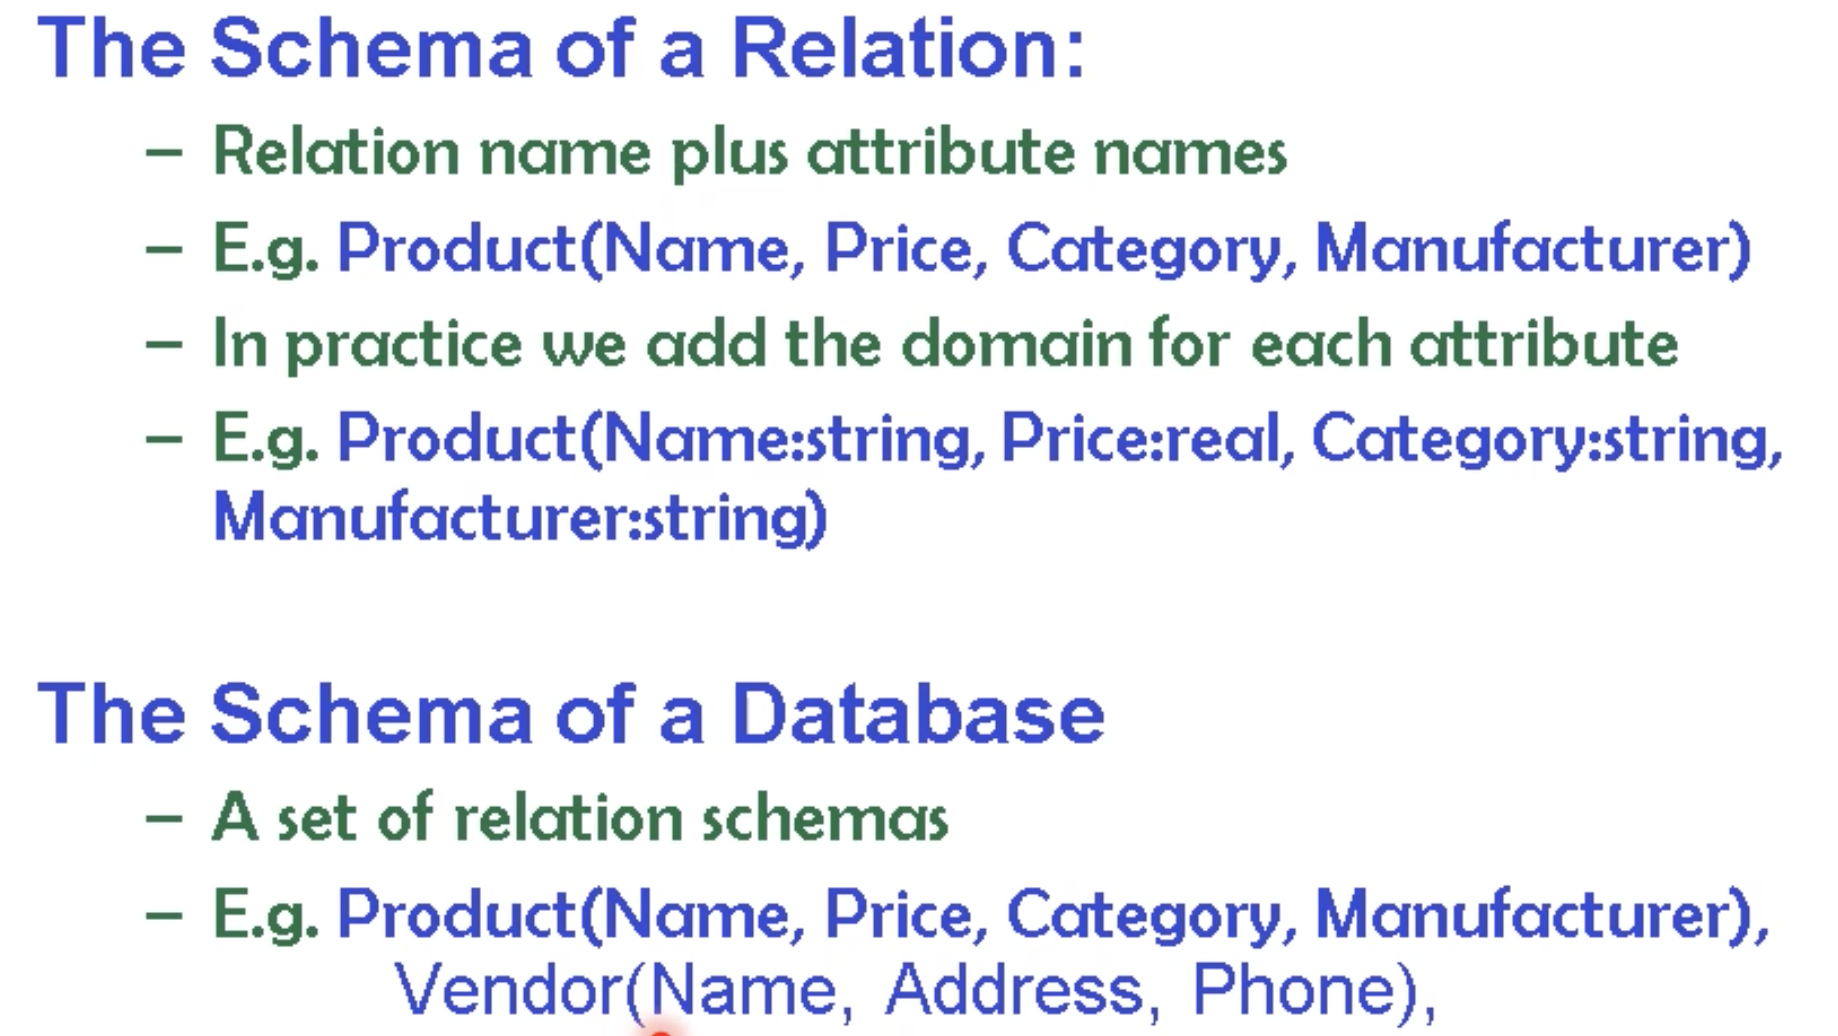 The Schema of a Relation:
– Relation name plus attribute names
– E.g. Product(Name, Price, Category, Manufacturer)
– In practice we add the domain for each attribute
– E.g. Product(Name:string, Price:real, Category:string,
Manufacturer:string)
The Schema of a Database
– A set of relation schemas
– E.g. Product(Name, Price, Category, Manufacturer),
Vendor(Name, Address, Phone),